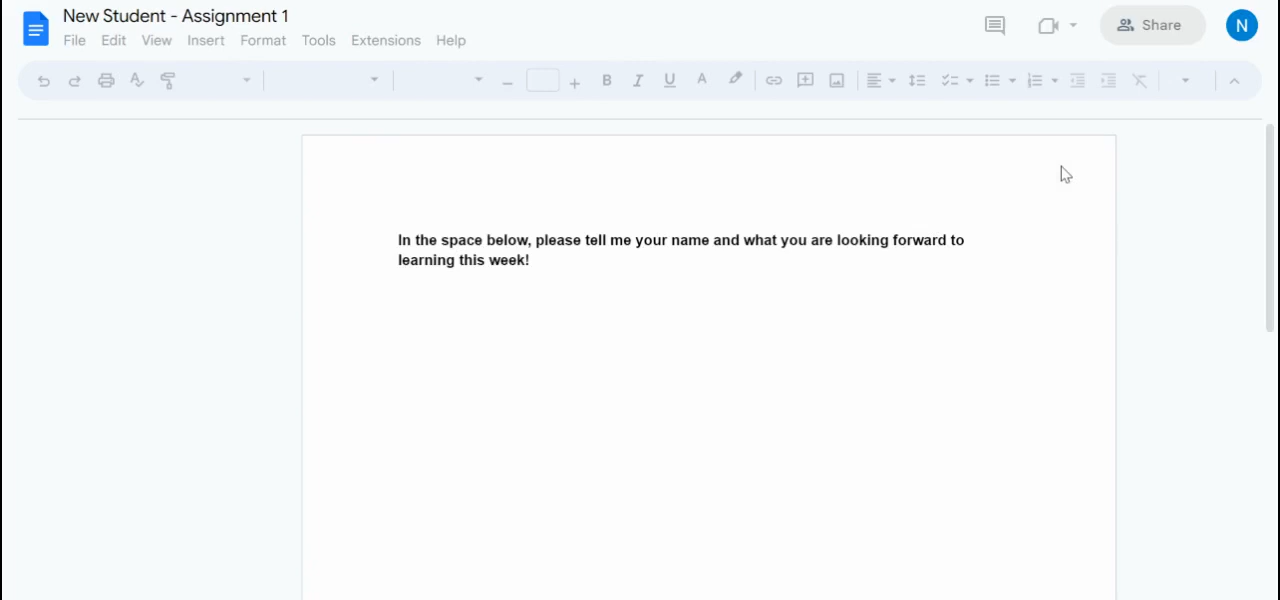 New Student - Assignment 1
File Edit View Insert Format Tools Extensions Help
Share
N
In the space below, please tell me your name and what you are looking forward to
learning this week!